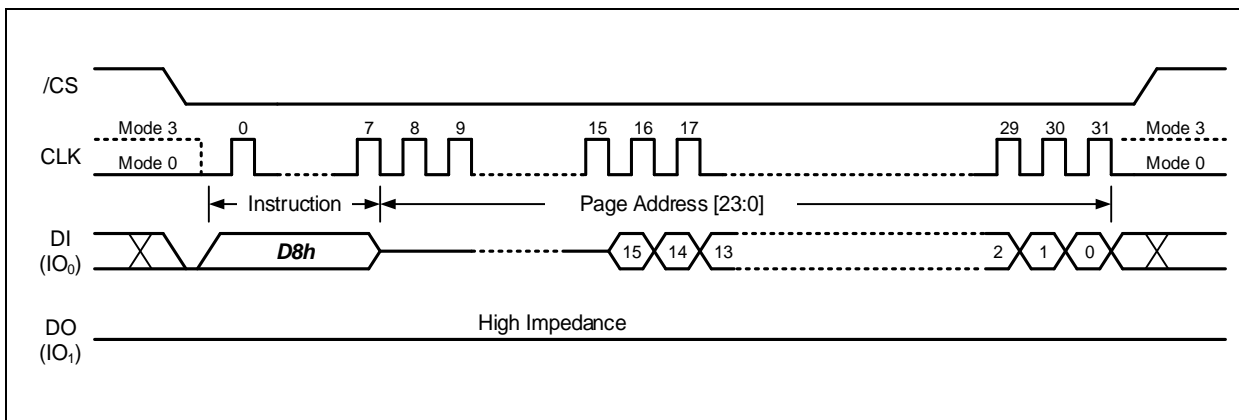 /CS
Mode 3 0 7 8 9 15 16 17 29 30 31 Mode 3
CLK
Mode 0 Mode 0
Instruction Page Address [23:0]
DI
(IO₀)
D8h 15 14 13 2 1 0
High Impedance
DO
(IO₁)